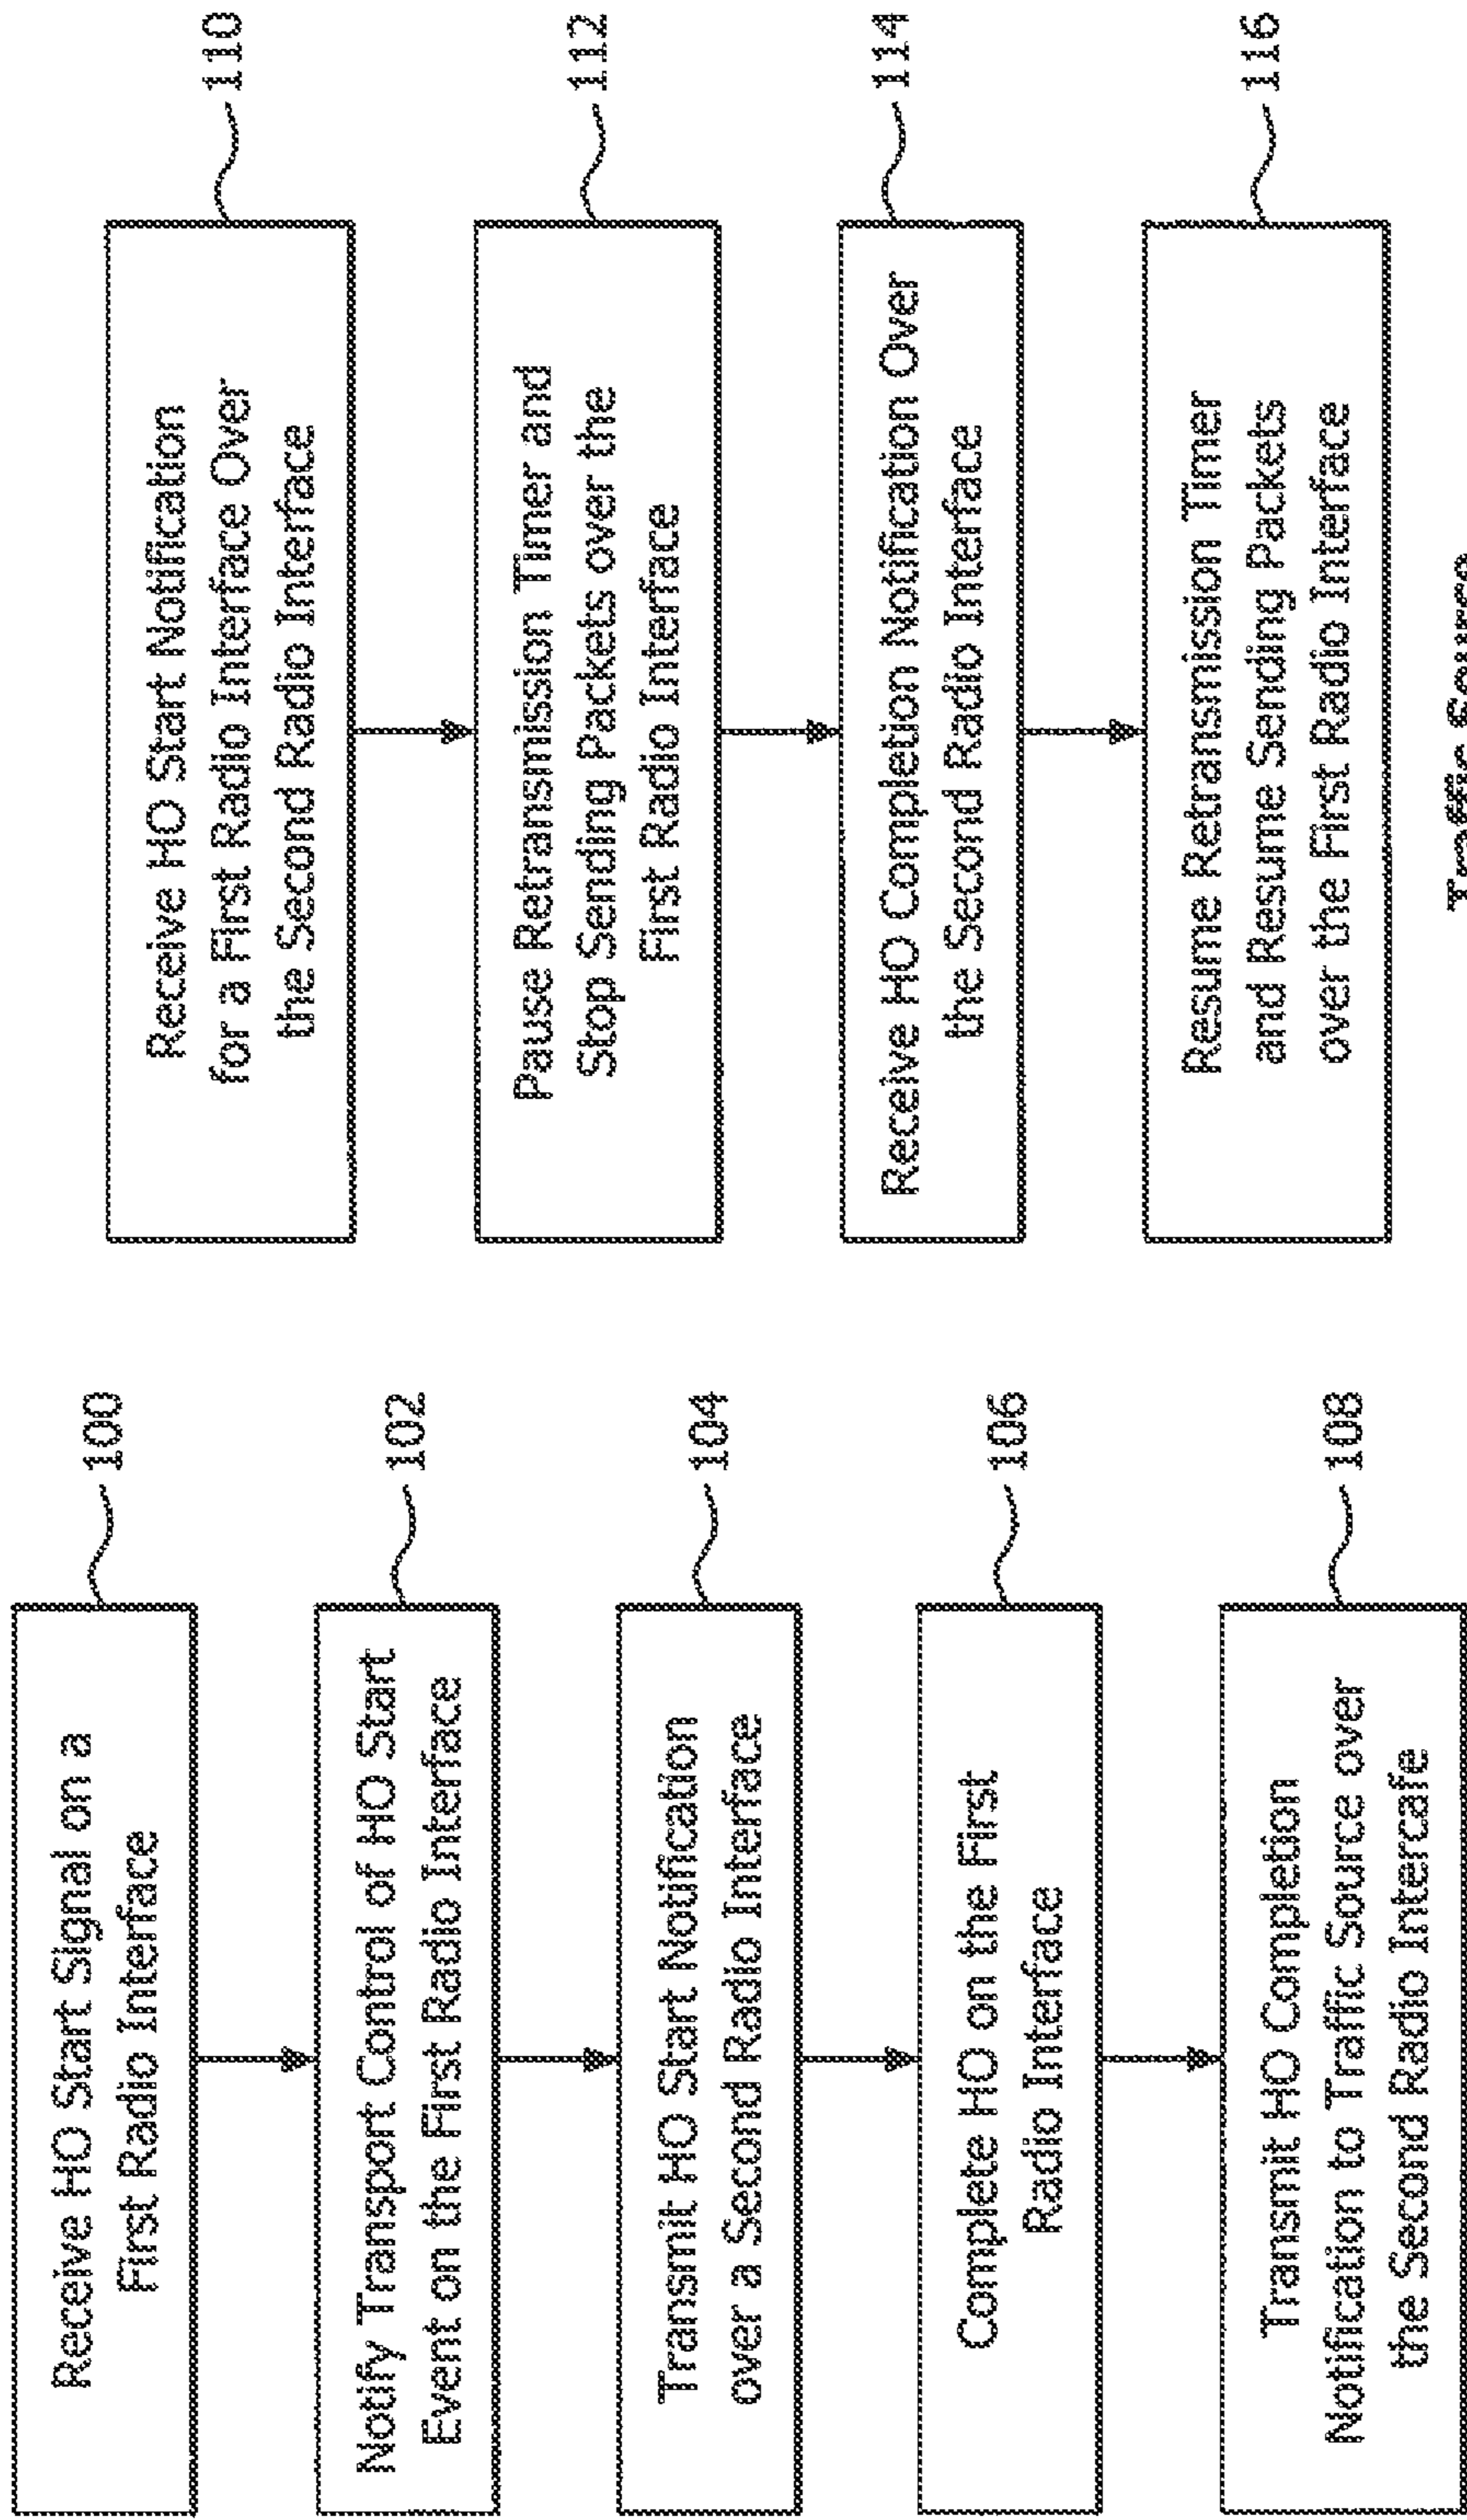 Receive HO Start Signal on a
First Radio Interface
100
Notify Transport Control of HO Start
Event on the First Radio Interface
102
Transmit HO Start Notification
over a Second Radio Interface
104
Complete HO on the First
Radio Interface
106
Transmit HO Completion
Notification to Traffic Source over
the Second Radio Intercafe
108
Receive HO Start Notification
for a First Radio Interface Over
the Second Radio Interface
110
Pause Retransmission Timer and
Stop Sending Packets over the
First Radio Interface
112
Receive HO Completion Notification Over
the Second Radio Interface
114
Resume Retransmission Timer
and Resume Sending Packets
over the First Radio Interface
116
Traffic Source